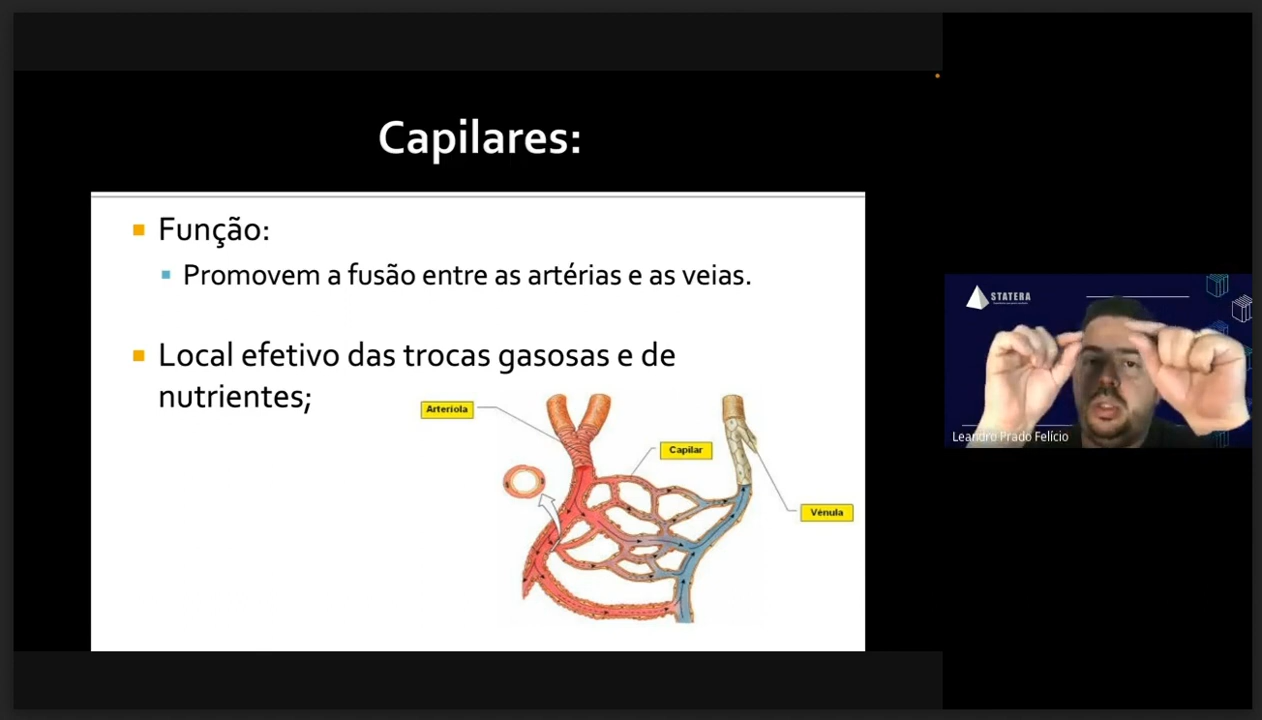 Capilares:
Função:
Promovem a fusão entre as artérias e as veias.
Local efetivo das trocas gasosas e de
nutrientes;
Arteríola
Capilar
Vênula
STATERA
Leandro Prado Felício